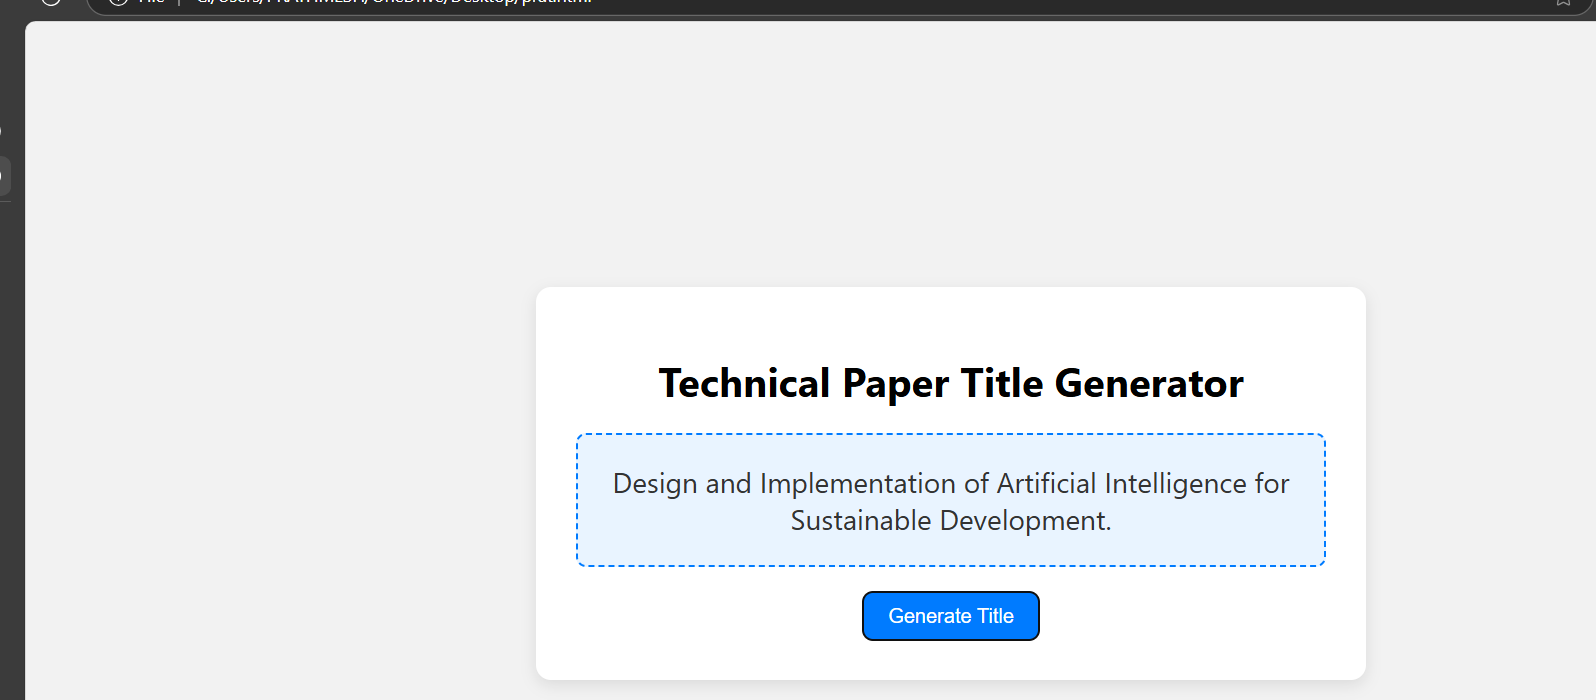 Technical Paper Title Generator
Design and Implementation of Artificial Intelligence for
Sustainable Development.
Generate Title